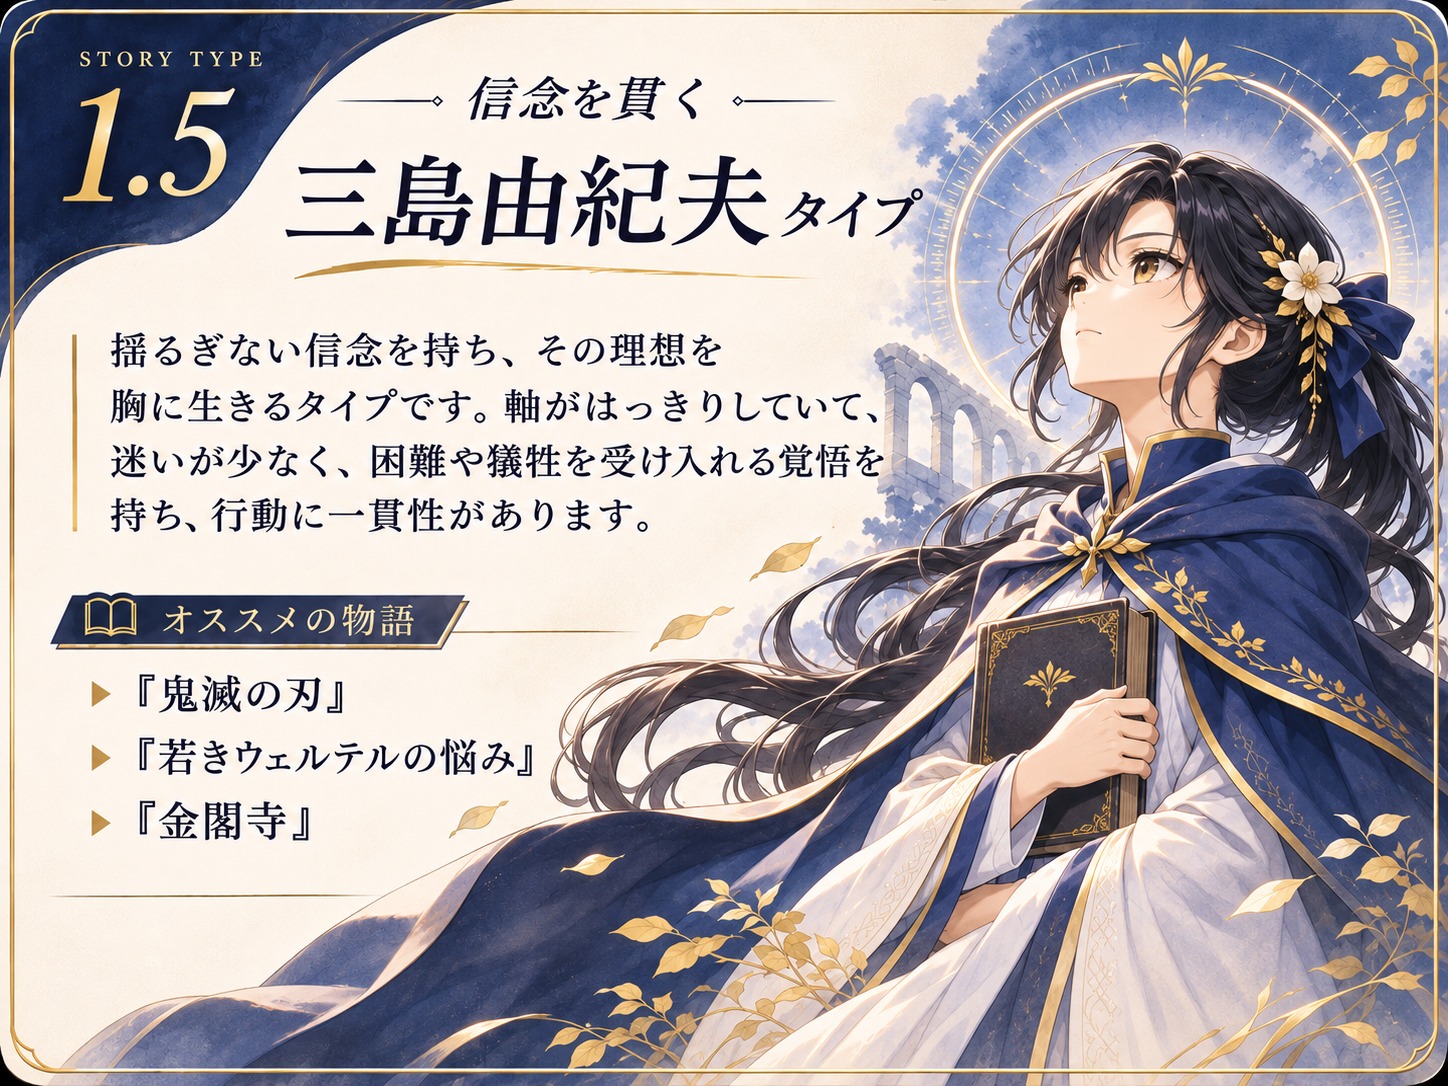 STORY TYPE
1.5
信念を貫く
三島由紀夫タイプ
揺るぎない信念を持ち、その理想を
胸に生きるタイプです。軸がはっきりしていて、
迷いが少なく、困難や犠牲を受け入れる覚悟を
持ち、行動に一貫性があります。
オススメの物語
『鬼滅の刃』
『若きウェルテルの悩み』
『金閣寺』